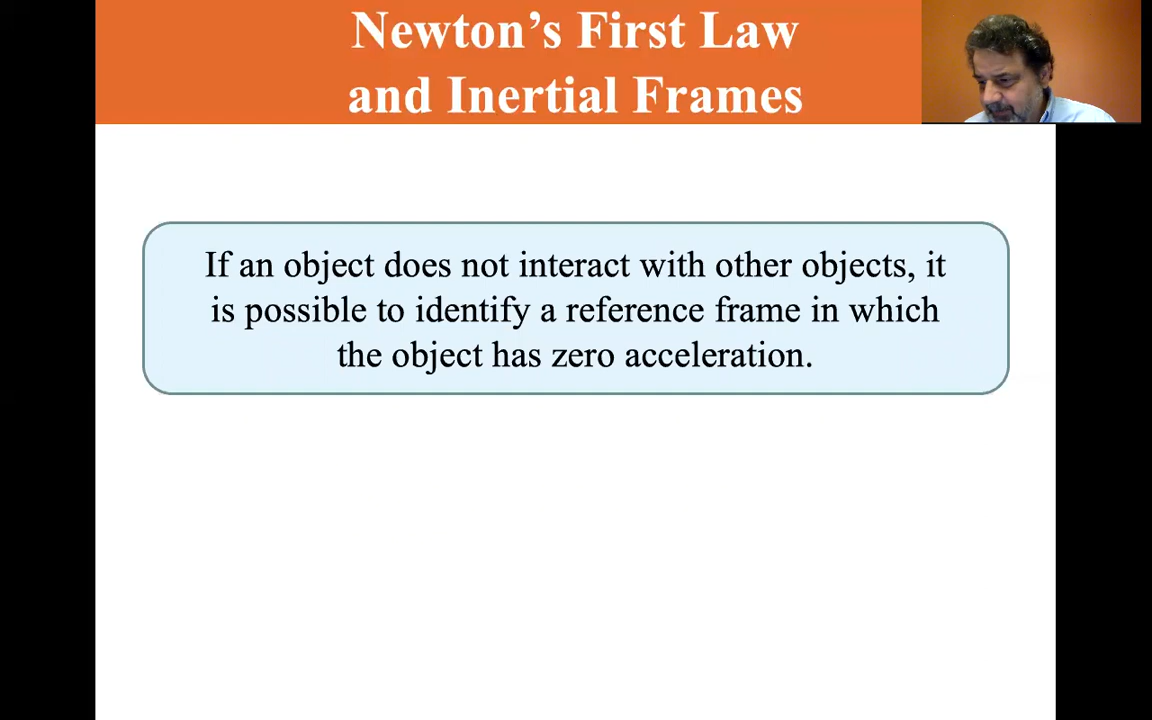 Newton’s First Law
and Inertial Frames
If an object does not interact with other objects, it
is possible to identify a reference frame in which
the object has zero acceleration.